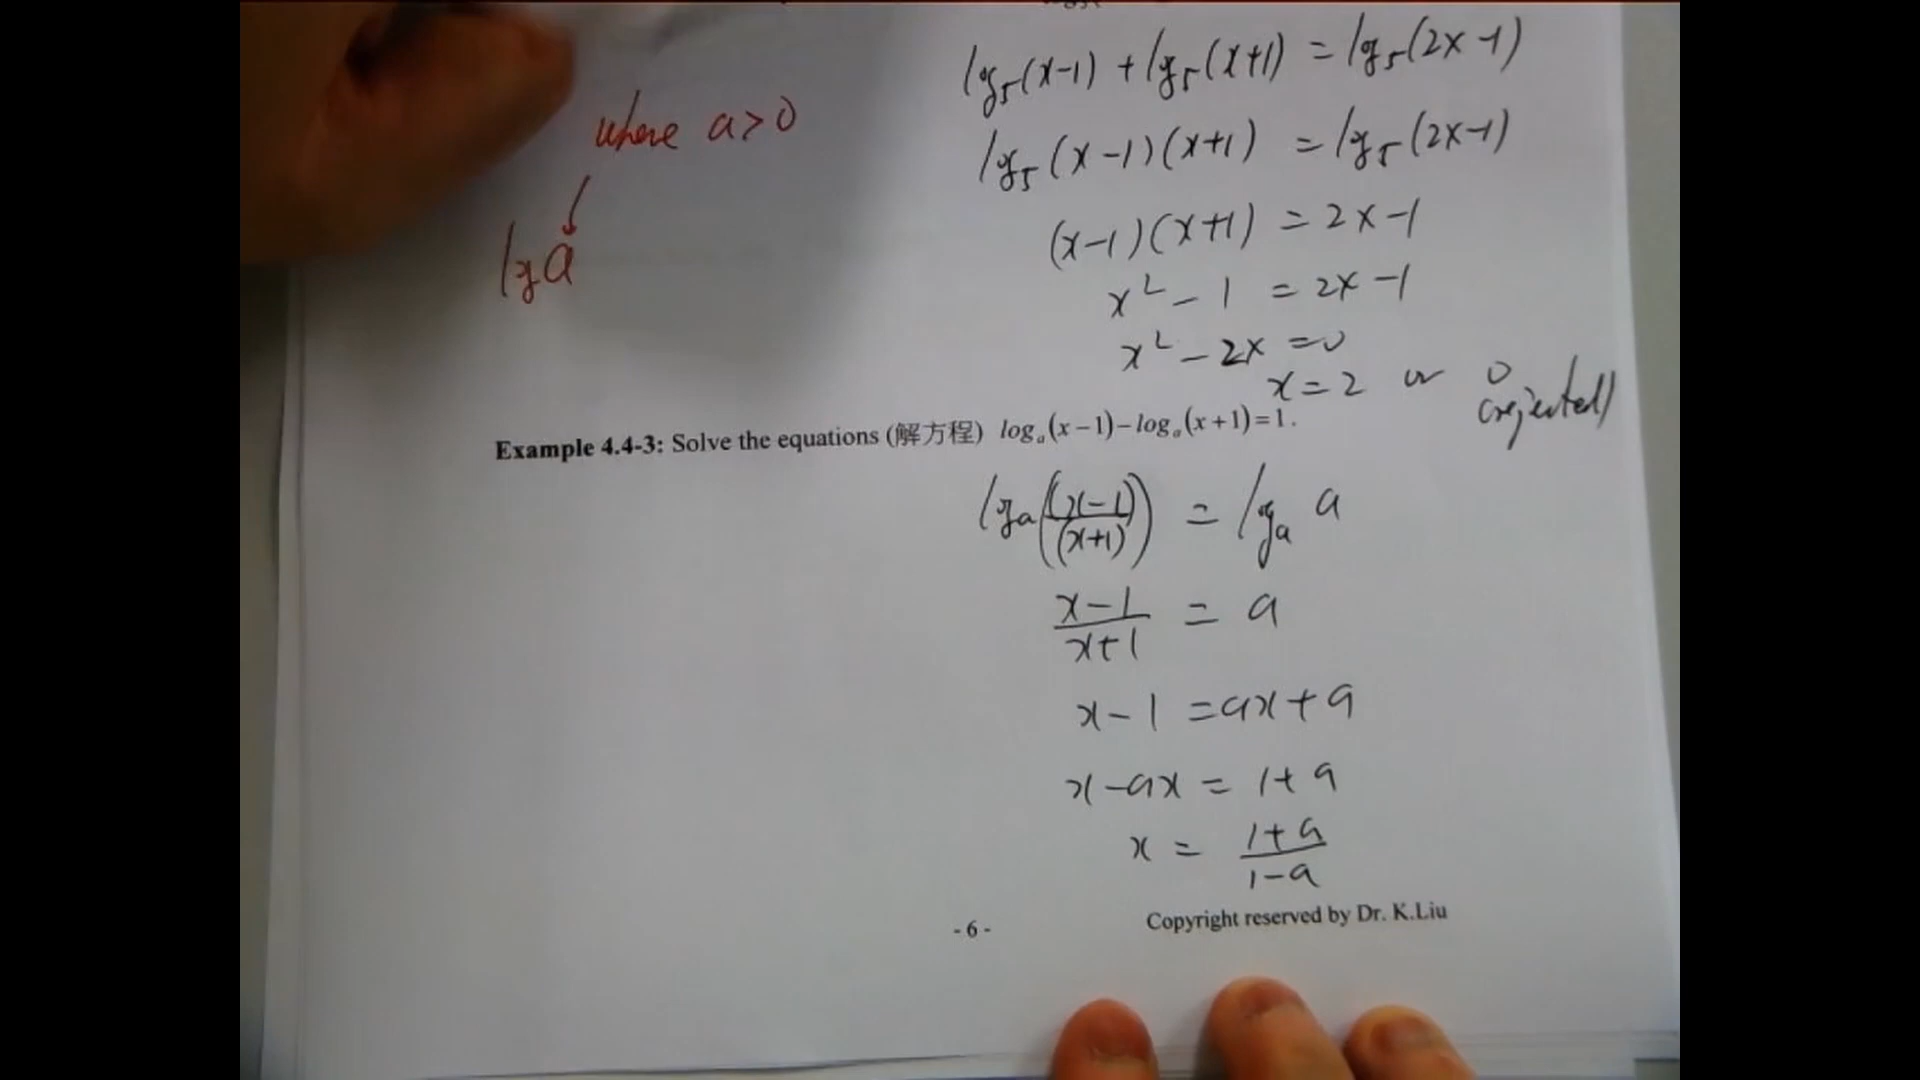 log₅(x-1) + log₅(x+1) = log₅(2x-1)
where a>0
log₅(x-1)(x+1) = log₅(2x-1)
log a
(x-1)(x+1) = 2x-1
x² - 1 = 2x-1
x² - 2x = 0
x = 2 or 0
(rejected)
Example 4.4-3: Solve the equations (解方程) logₐ(x-1)-logₐ(x+1)=1.
logₐ((x-1)/(x+1)) = logₐ a
(x-1)/(x+1) = a
x-1 = ax+a
x-ax = 1+a
x = (1+a)/(1-a)
- 6 -
Copyright reserved by Dr. K.Liu